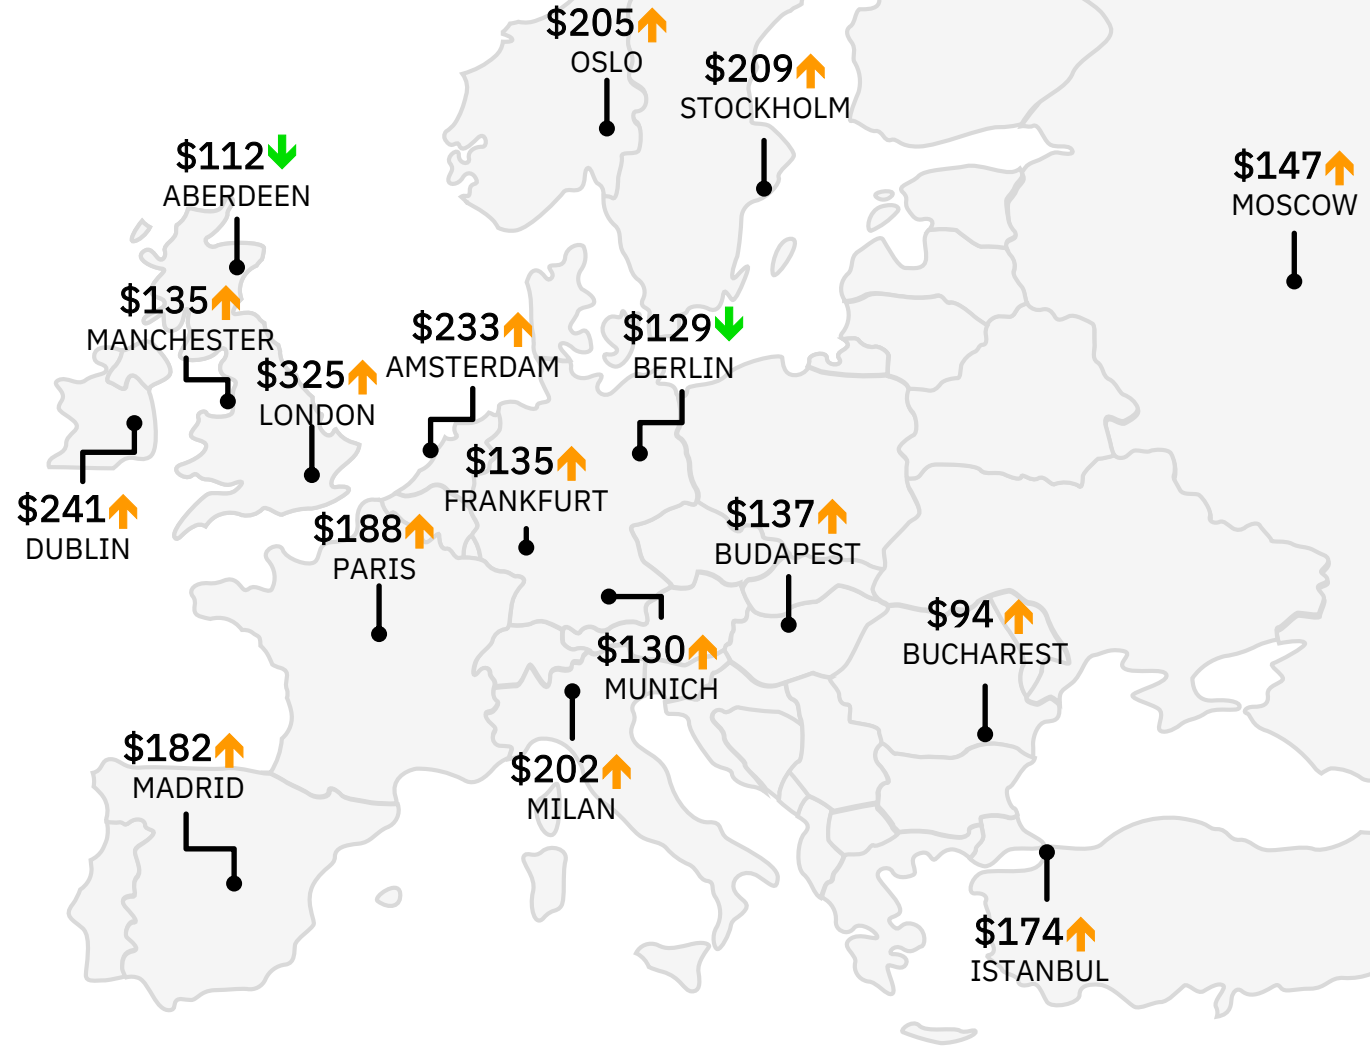 $205
OSLO
$209
STOCKHOLM
$112
ABERDEEN
$147
MOSCOW
$135
MANCHESTER
$233
AMSTERDAM
$129
BERLIN
$325
LONDON
$135
FRANKFURT
$241
DUBLIN
$188
PARIS
$137
BUDAPEST
$94
BUCHAREST
$130
MUNICH
$182
MADRID
$202
MILAN
$174
ISTANBUL